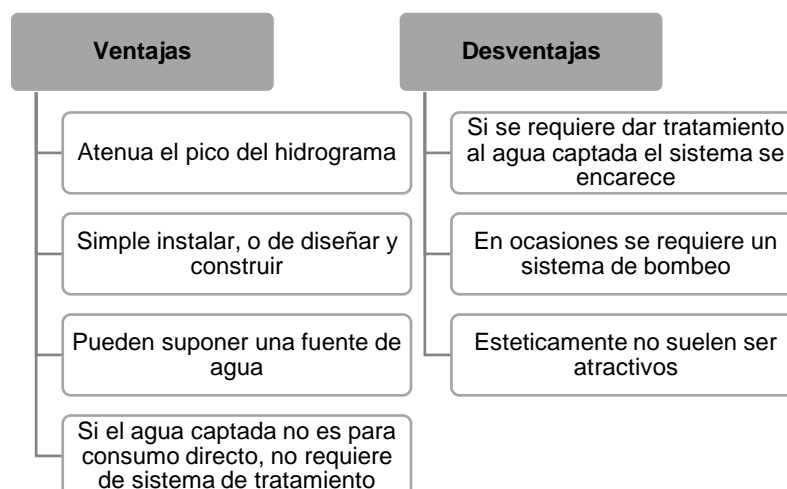 Ventajas
Atenua el pico del hidrograma
Simple instalar, o de diseñar y
construir
Pueden suponer una fuente de
agua
Si el agua captada no es para
consumo directo, no requiere
de sistema de tratamiento
Desventajas
Si se requiere dar tratamiento
al agua captada el sistema se
encarece
En ocasiones se requiere un
sistema de bombeo
Esteticamente no suelen ser
atractivos